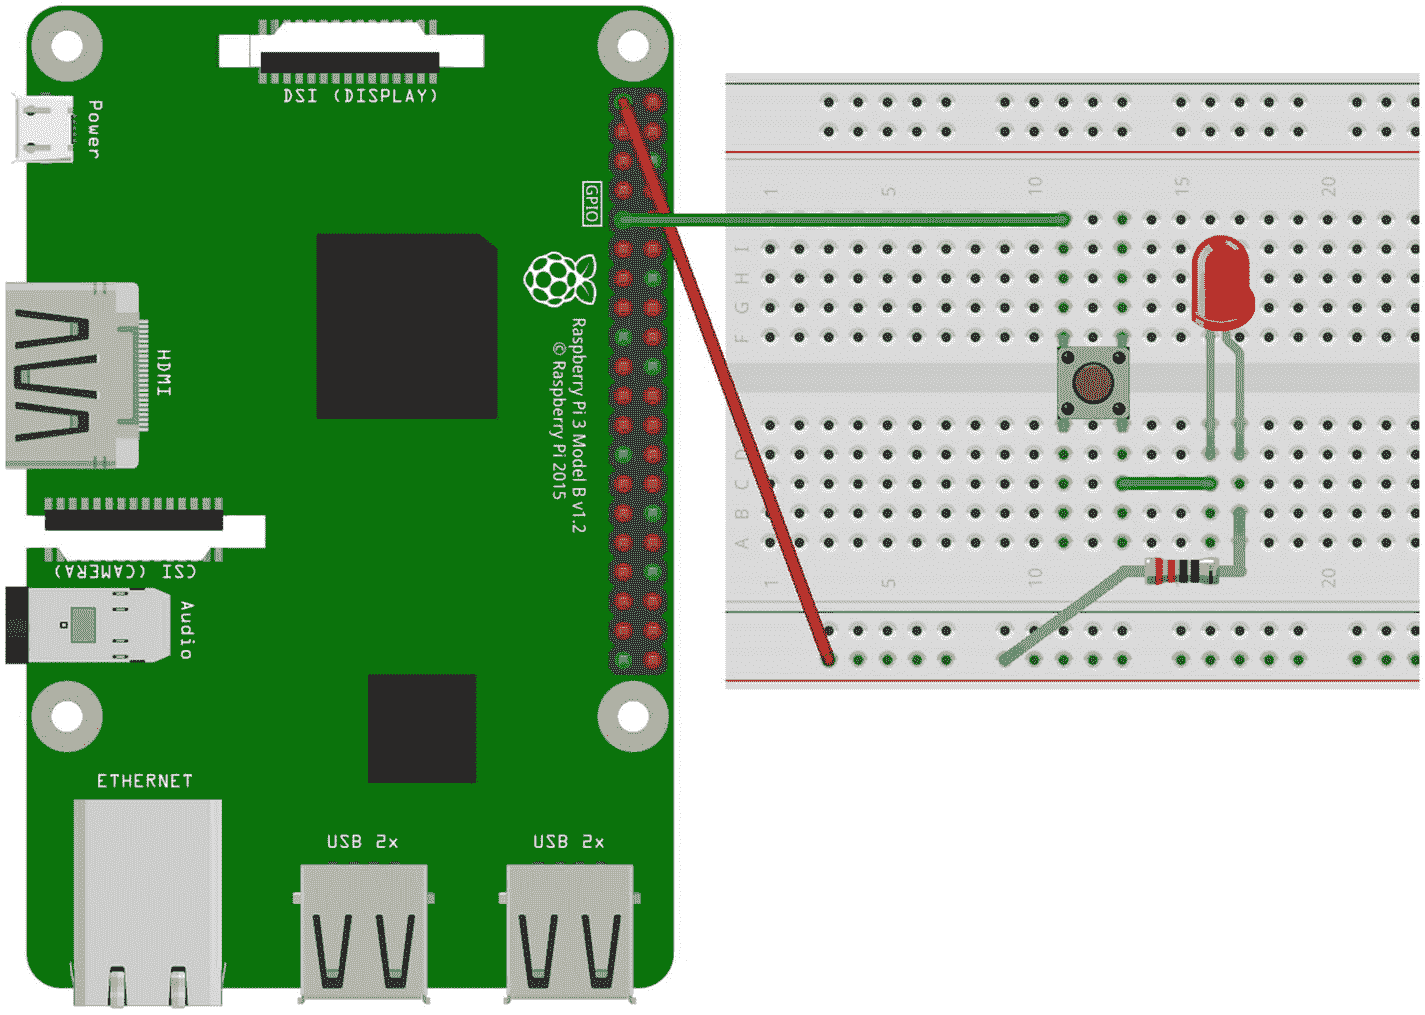 DSI (DISPLAY)
Power
GPIO
HDMI
Raspberry Pi 3 Model B v1.2
© Raspberry Pi 2015
CSI (CAMERA)
Audio
ETHERNET
USB 2x
USB 2x
1
5
10
15
20
I
H
G
F
D
C
B
A
1
5
10
20